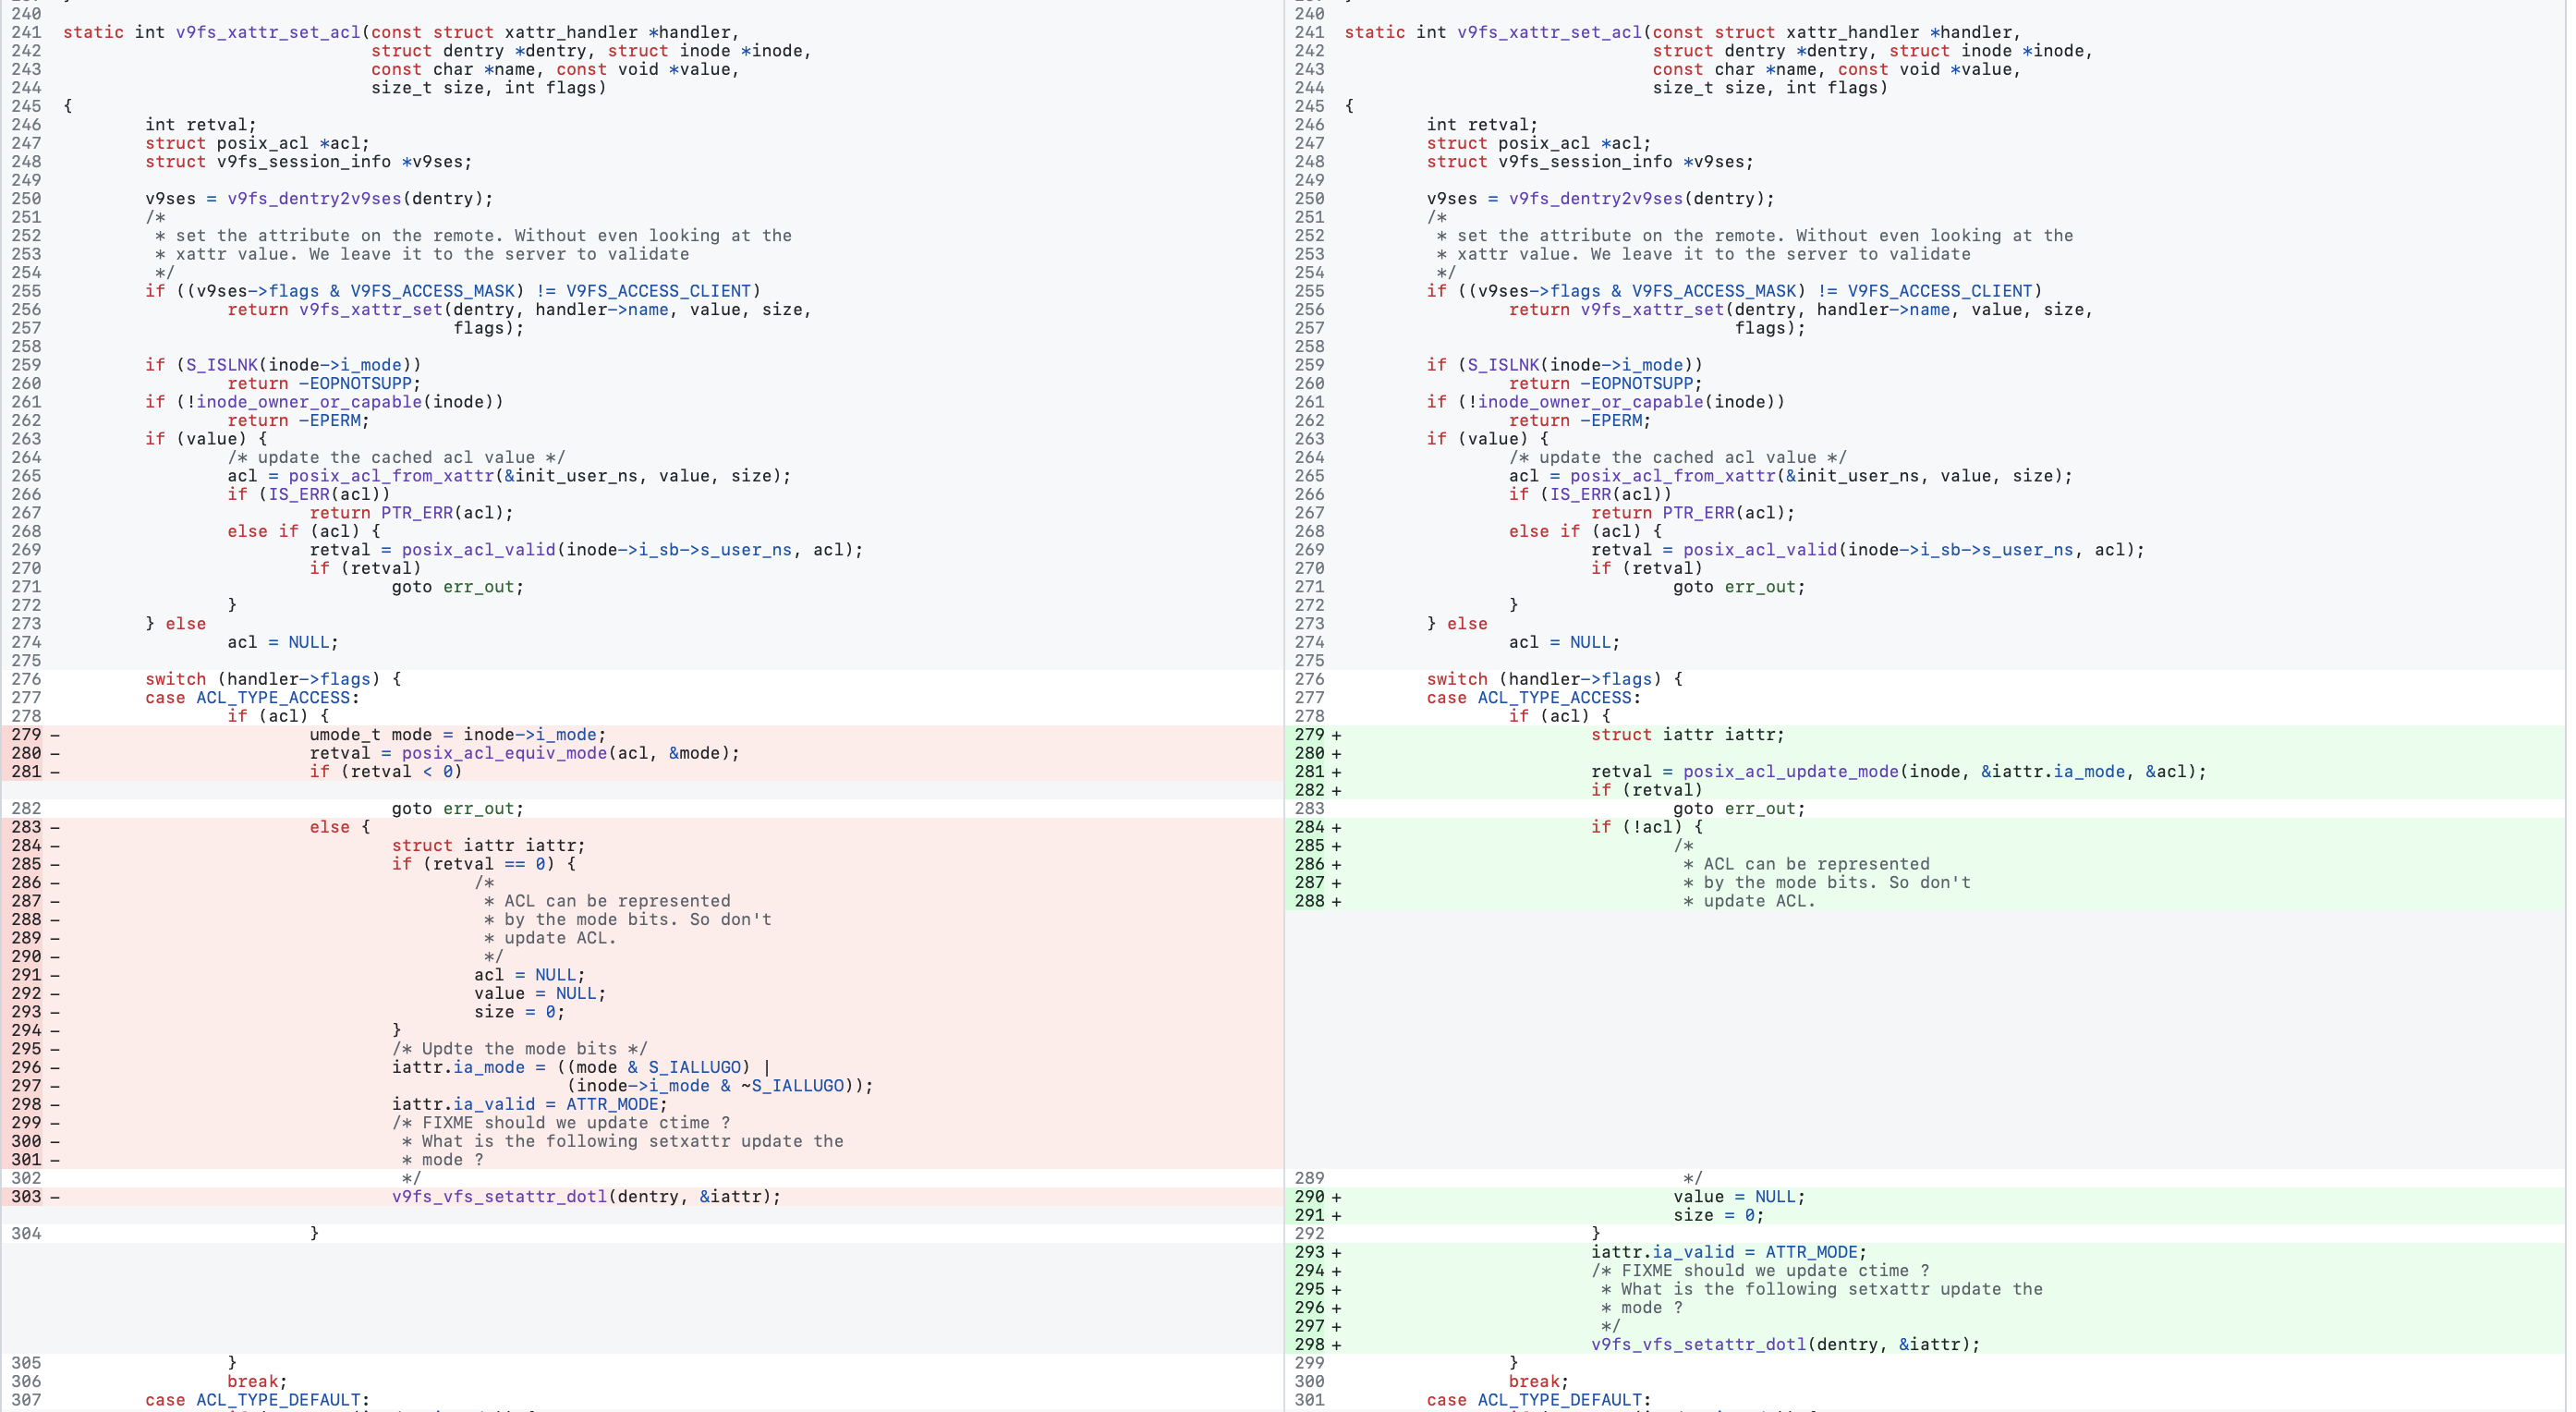 240
241 static int v9fs_xattr_set_acl(const struct xattr_handler *handler,
242 struct dentry *dentry, struct inode *inode,
243 const char *name, const void *value,
244 size_t size, int flags)
245 {
246 int retval;
247 struct posix_acl *acl;
248 struct v9fs_session_info *v9ses;
249
250 v9ses = v9fs_dentry2v9ses(dentry);
251 /*
252 * set the attribute on the remote. Without even looking at the
253 * xattr value. We leave it to the server to validate
254 */
255 if ((v9ses->flags & V9FS_ACCESS_MASK) != V9FS_ACCESS_CLIENT)
256 return v9fs_xattr_set(dentry, handler->name, value, size,
257 flags);
258
259 if (S_ISLNK(inode->i_mode))
260 return -EOPNOTSUPP;
261 if (!inode_owner_or_capable(inode))
262 return -EPERM;
263 if (value) {
264 /* update the cached acl value */
265 acl = posix_acl_from_xattr(&init_user_ns, value, size);
266 if (IS_ERR(acl))
267 return PTR_ERR(acl);
268 else if (acl) {
269 retval = posix_acl_valid(inode->i_sb->s_user_ns, acl);
270 if (retval)
271 goto err_out;
272 }
273 } else
274 acl = NULL;
275
276 switch (handler->flags) {
277 case ACL_TYPE_ACCESS:
278 if (acl) {
279 - umode_t mode = inode->i_mode;
280 - retval = posix_acl_equiv_mode(acl, &mode);
281 - if (retval < 0)
282 goto err_out;
283 - else {
284 - struct iattr iattr;
285 - if (retval == 0) {
286 - /*
287 - * ACL can be represented
288 - * by the mode bits. So don't
289 - * update ACL.
290 - */
291 - acl = NULL;
292 - value = NULL;
293 - size = 0;
294 - }
295 - /* Updte the mode bits */
296 - iattr.ia_mode = ((mode & S_IALLUGO) |
297 - (inode->i_mode & ~S_IALLUGO));
298 - iattr.ia_valid = ATTR_MODE;
299 - /* FIXME should we update ctime ?
300 - * What is the following setxattr update the
301 - * mode ?
302 */
303 - v9fs_vfs_setattr_dotl(dentry, &iattr);
304 }
305 }
306 break;
307 case ACL_TYPE_DEFAULT:
240
241 static int v9fs_xattr_set_acl(const struct xattr_handler *handler,
242 struct dentry *dentry, struct inode *inode,
243 const char *name, const void *value,
244 size_t size, int flags)
245 {
246 int retval;
247 struct posix_acl *acl;
248 struct v9fs_session_info *v9ses;
249
250 v9ses = v9fs_dentry2v9ses(dentry);
251 /*
252 * set the attribute on the remote. Without even looking at the
253 * xattr value. We leave it to the server to validate
254 */
255 if ((v9ses->flags & V9FS_ACCESS_MASK) != V9FS_ACCESS_CLIENT)
256 return v9fs_xattr_set(dentry, handler->name, value, size,
257 flags);
258
259 if (S_ISLNK(inode->i_mode))
260 return -EOPNOTSUPP;
261 if (!inode_owner_or_capable(inode))
262 return -EPERM;
263 if (value) {
264 /* update the cached acl value */
265 acl = posix_acl_from_xattr(&init_user_ns, value, size);
266 if (IS_ERR(acl))
267 return PTR_ERR(acl);
268 else if (acl) {
269 retval = posix_acl_valid(inode->i_sb->s_user_ns, acl);
270 if (retval)
271 goto err_out;
272 }
273 } else
274 acl = NULL;
275
276 switch (handler->flags) {
277 case ACL_TYPE_ACCESS:
278 if (acl) {
279 + struct iattr iattr;
280 +
281 + retval = posix_acl_update_mode(inode, &iattr.ia_mode, &acl);
282 + if (retval)
283 goto err_out;
284 + if (!acl) {
285 + /*
286 + * ACL can be represented
287 + * by the mode bits. So don't
288 + * update ACL.
289 */
290 + value = NULL;
291 + size = 0;
292 }
293 + iattr.ia_valid = ATTR_MODE;
294 + /* FIXME should we update ctime ?
295 + * What is the following setxattr update the
296 + * mode ?
297 + */
298 + v9fs_vfs_setattr_dotl(dentry, &iattr);
299 }
300 break;
301 case ACL_TYPE_DEFAULT: